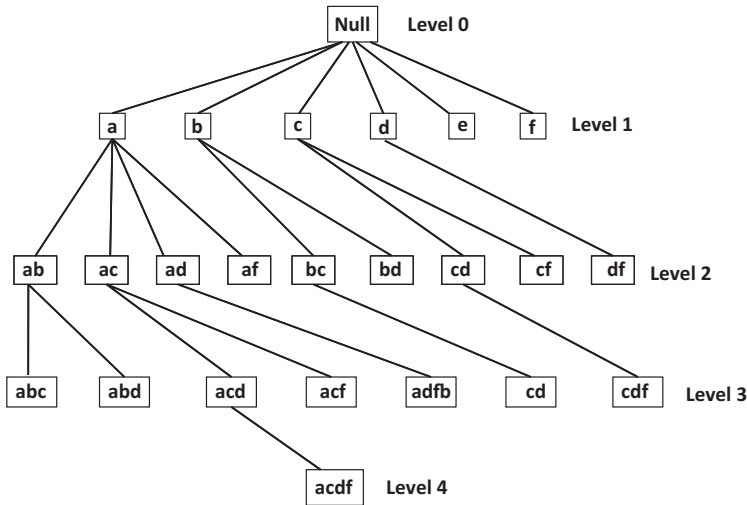 Null Level 0
a b c d e f Level 1
ab ac ad af bc bd cd cf df Level 2
abc abd acd acf adfb cd cdf Level 3
acdf Level 4